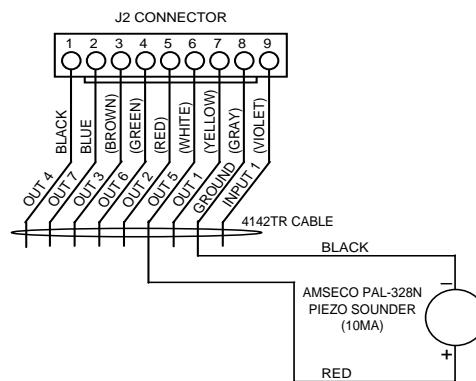 J2 CONNECTOR
1 2 3 4 5 6 7 8 9
BLACK
BLUE
(BROWN)
(GREEN)
(RED)
(WHITE)
(YELLOW)
(GRAY)
(VIOLET)
OUT 4
OUT 7
OUT 3
OUT 6
OUT 2
OUT 5
OUT 1
GROUND
INPUT 1
4142TR CABLE
BLACK
AMSECO PAL-328N
PIEZO SOUNDER
(10MA)
–
+
RED